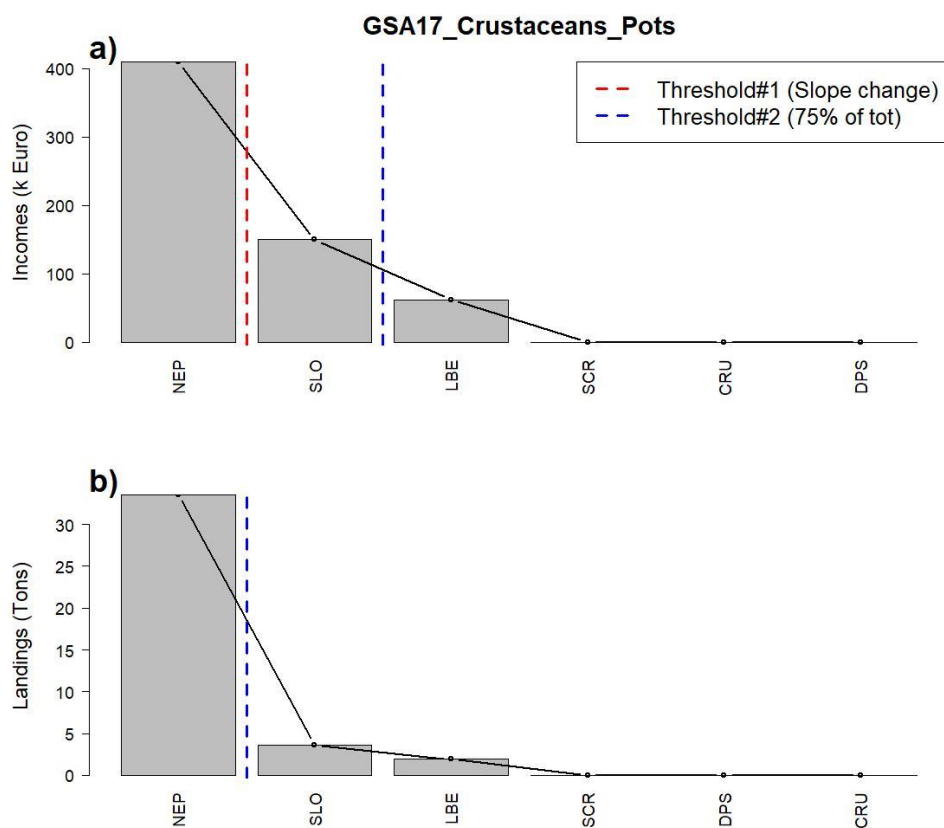 GSA17_Crustaceans_Pots
a)
Threshold#1 (Slope change)
Threshold#2 (75% of tot)
Incomes (k Euro)
400
300
200
100
0
NEP SLO LBE SCR CRU DPS
b)
Landings (Tons)
30
25
20
15
10
5
0
NEP SLO LBE SCR DPS CRU